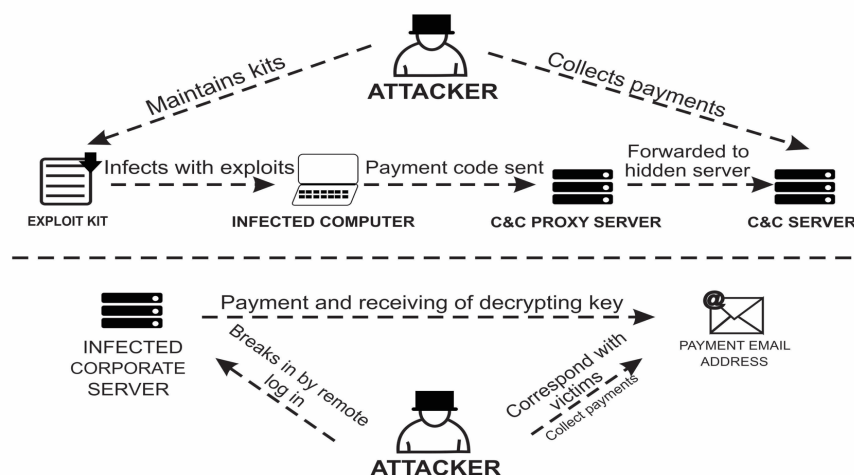 ATTACKER
Maintains kits
Collects payments
Infects with exploits
Payment code sent
Forwarded to
hidden server
EXPLOIT KIT
INFECTED COMPUTER
C&C PROXY SERVER
C&C SERVER
Payment and receiving of decrypting key
@
INFECTED
CORPORATE
SERVER
PAYMENT EMAIL
ADDRESS
Breaks in by remote
log in
Correspond with
victims
Collect payments
ATTACKER